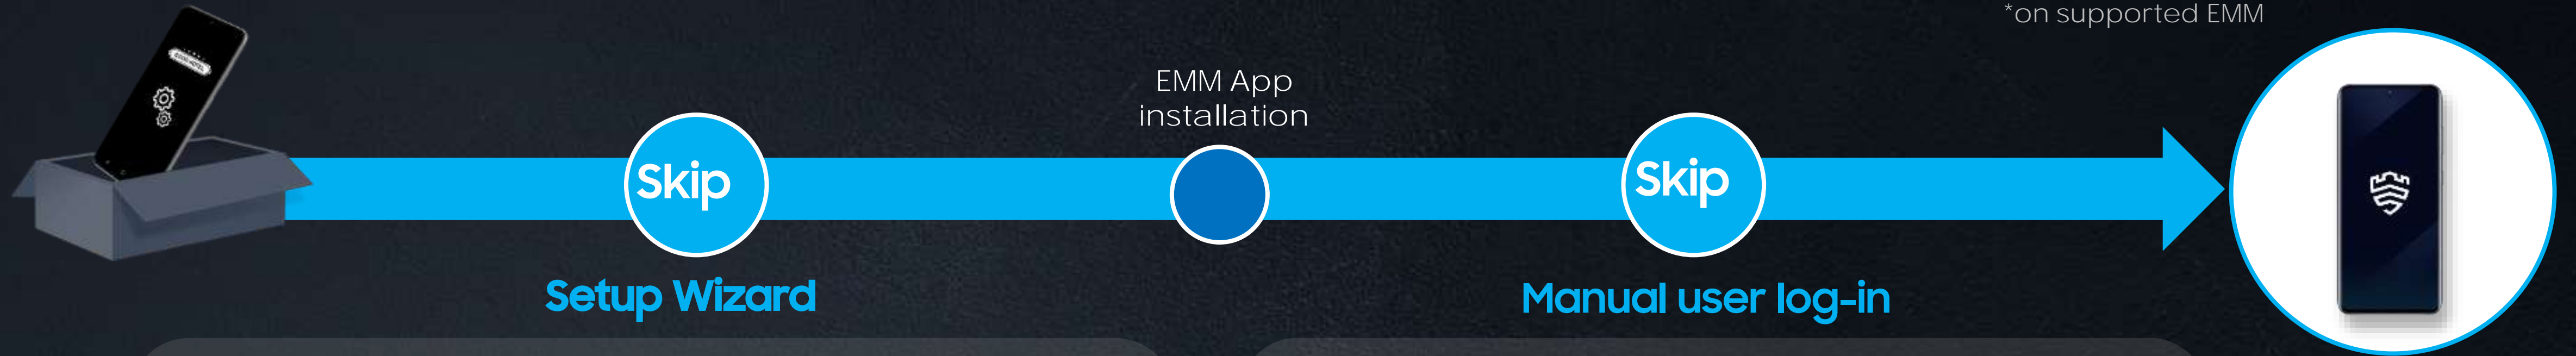 *on supported EMM
EMM App
installation
Skip
Skip
Setup Wizard
Manual user log-in